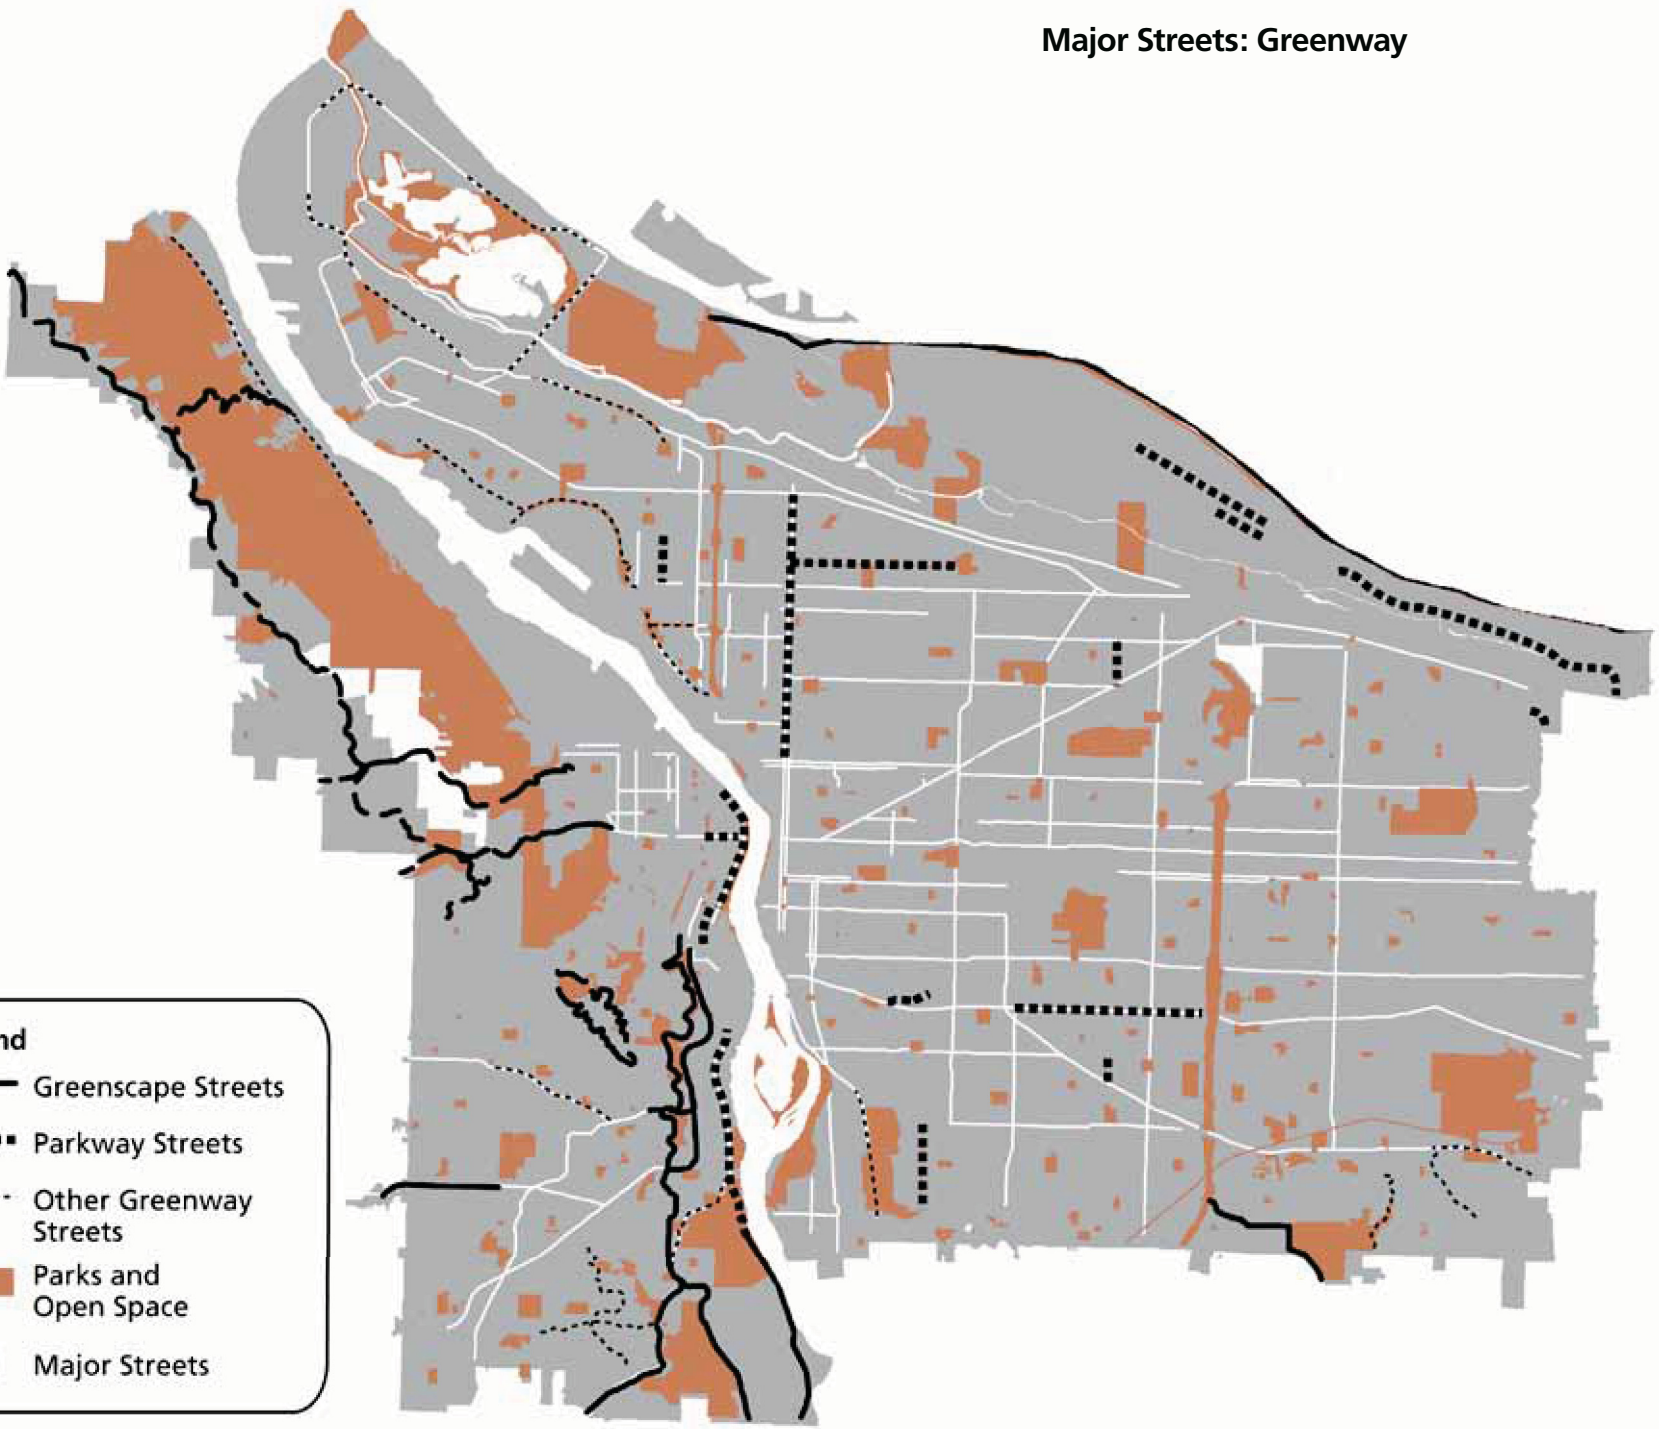 Major Streets: Greenway
nd
Greenscape Streets
Parkway Streets
Other Greenway
Streets
Parks and
Open Space
Major Streets